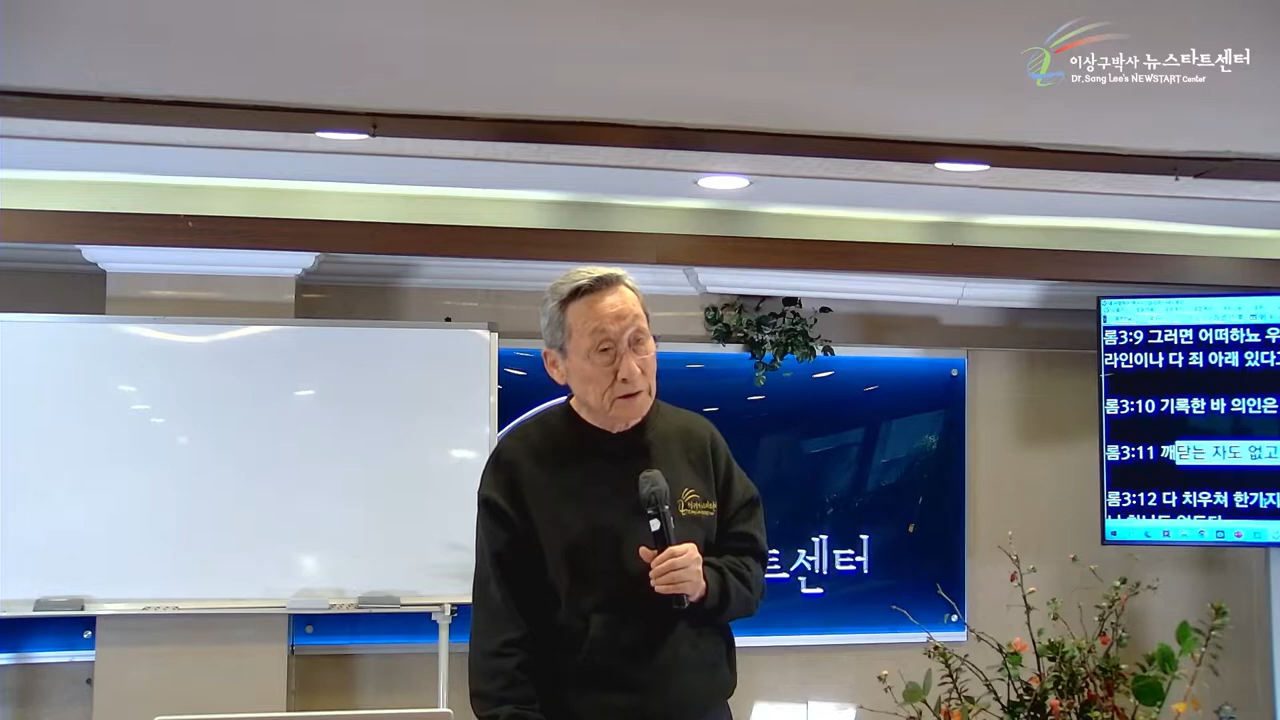 이상구박사 뉴스타트센터
Dr. Sang Lee's NEWSTART Center
롬3:9 그러면 어떠하뇨 우
라인이나 다 죄 아래 있다고
롬3:10 기록한 바 의인은
롬3:11 깨닫는 자도 없고
롬3:12 다 치우쳐 한가지
트센터